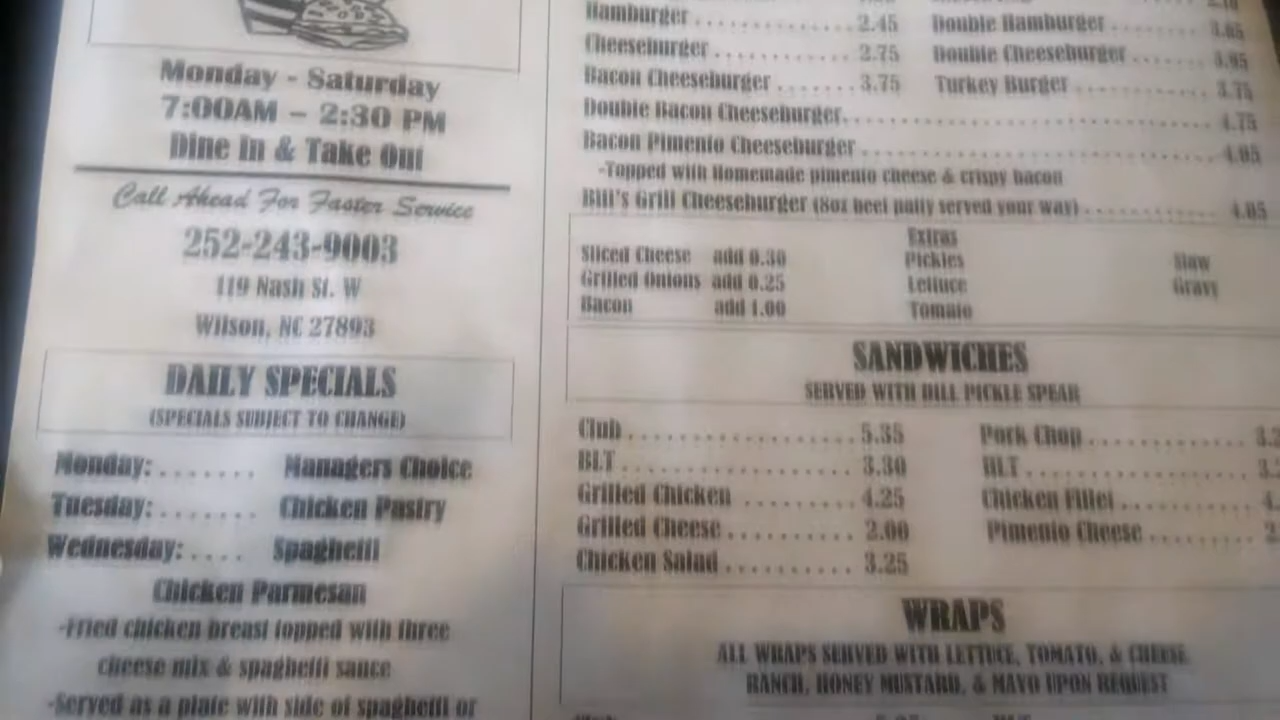 Monday - Saturday
7:00AM – 2:30 PM
Dine In & Take Out
Call Ahead For Faster Service
252-243-9003
119 Nash St. W
Wilson, NC 27893
DAILY SPECIALS
(SPECIALS SUBJECT TO CHANGE)
Monday:....... Managers Choice
Tuesday:....... Chicken Pastry
Wednesday:.... Spaghetti
Chicken Parmesan
-Fried chicken breast topped with three
cheese mix & spaghetti sauce
-Served as a plate with side of spaghetti or
Hamburger 2.45 Double Hamburger
Cheeseburger 2.75 Double Cheeseburger
Bacon Cheeseburger 3.75 Turkey Burger 3.75
Double Bacon Cheeseburger 4.75
Bacon Pimento Cheeseburger
-Topped with Homemade pimento cheese & crispy bacon
Bill's Grill Cheeseburger (8oz beef patty served your way)
Extras
Sliced Cheese add 0.30 Pickles Slaw
Grilled Onions add 0.25 Lettuce Gravy
Bacon add 1.00 Tomato
SANDWICHES
SERVED WITH DILL PICKLE SPEAR
Club 5.35 Pork Chop
BLT 3.30
Grilled Chicken 4.25 Chicken Fillet
Grilled Cheese 2.00 Pimento Cheese
Chicken Salad 3.25
WRAPS
ALL WRAPS SERVED WITH LETTUCE, TOMATO, & CHEESE
RANCH, HONEY MUSTARD, & MAYO UPON REQUEST